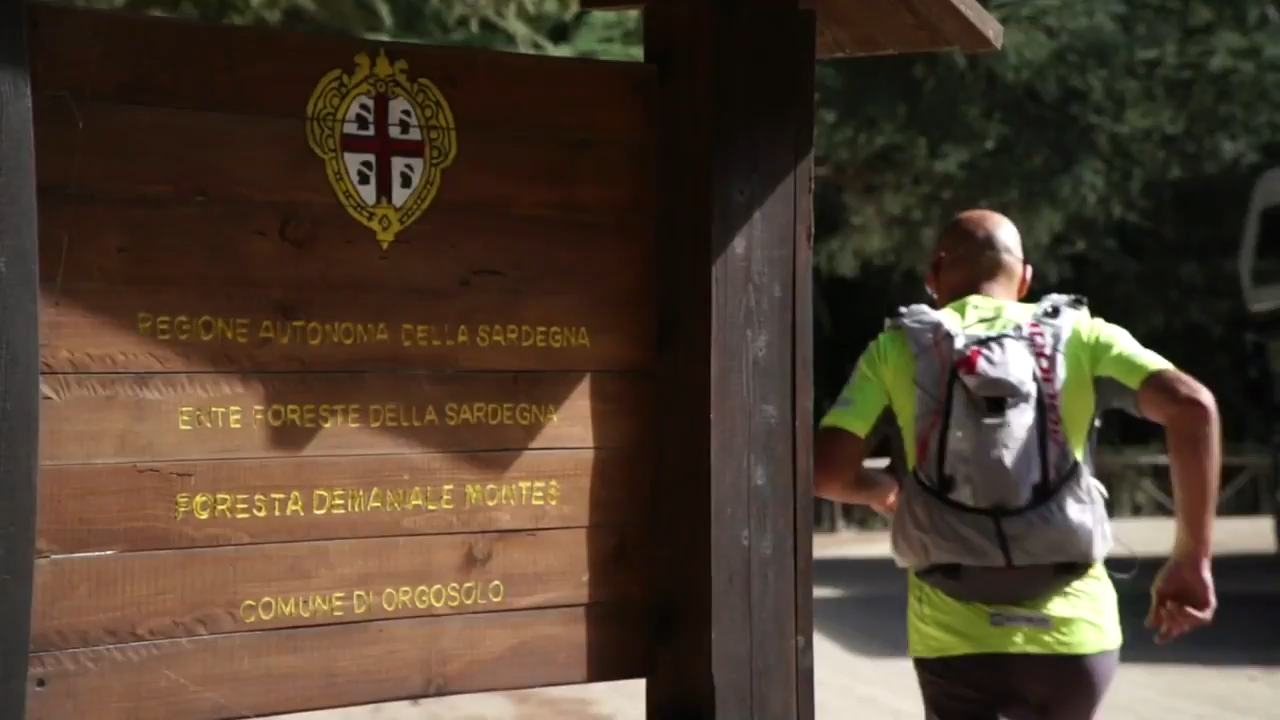 REGIONE AUTONOMA DELLA SARDEGNA
ENTE FORESTE DELLA SARDEGNA
FORESTA DEMANIALE MONTES
COMUNE DI ORGOSOLO